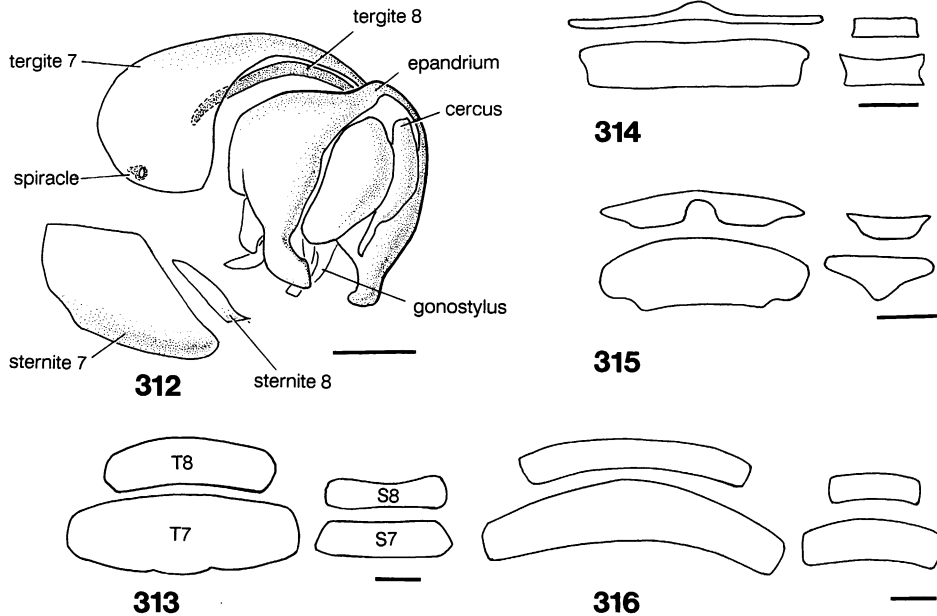 tergite 8
tergite 7
epandrium
cercus
spiracle
gonostylus
sternite 7
sternite 8
312
314
315
T8
T7
S8
S7
313
316